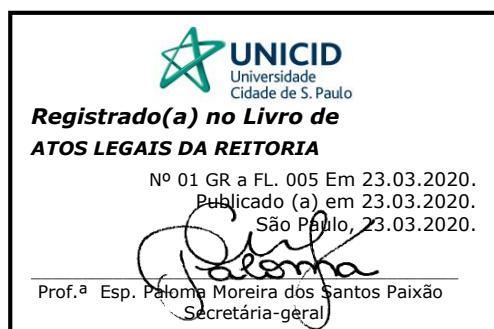 UNICID
Universidade
Cidade de S. Paulo
Registrado(a) no Livro de
ATOS LEGAIS DA REITORIA
Nº 01 GR a FL. 005 Em 23.03.2020.
Publicado (a) em 23.03.2020.
São Paulo, 23.03.2020.
Paloma
Prof.ª Esp. Paloma Moreira dos Santos Paixão
Secretária-geral